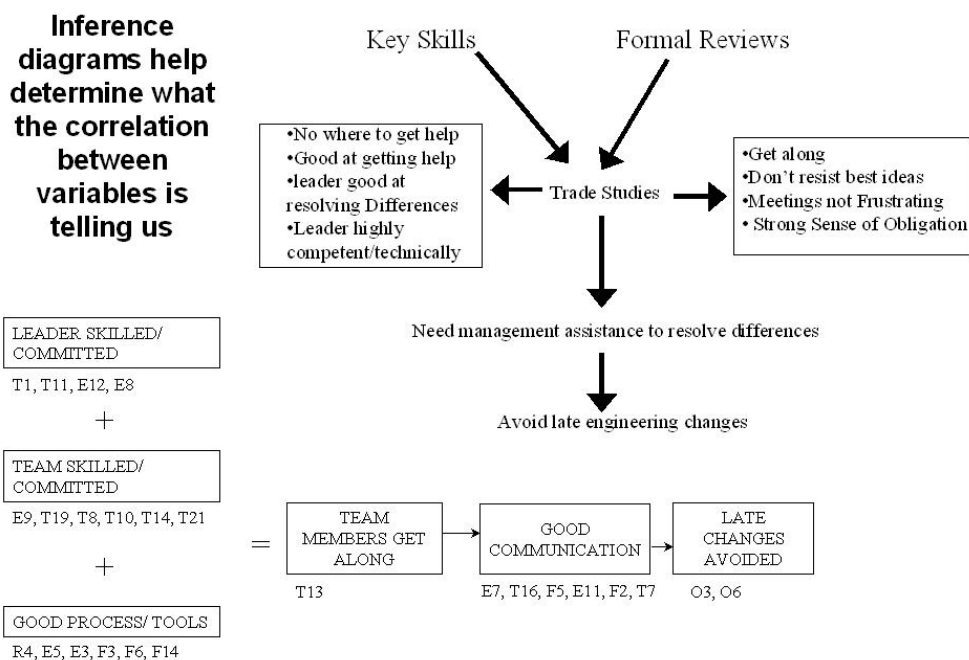 Inference
diagrams help
determine what
the correlation
between
variables is
telling us
Key Skills
Formal Reviews
•No where to get help
•Good at getting help
•leader good at
resolving Differences
•Leader highly
competent/technically
Trade Studies
•Get along
•Don't resist best ideas
•Meetings not Frustrating
• Strong Sense of Obligation
Need management assistance to resolve differences
Avoid late engineering changes
LEADER SKILLED/
COMMITTED
T1, T11, E12, E8
+
TEAM SKILLED/
COMMITTED
E9, T19, T8, T10, T14, T21
+
GOOD PROCESS/ TOOLS
R4, E5, E3, F3, F6, F14
=
TEAM
MEMBERS GET
ALONG
T13
GOOD
COMMUNICATION
E7, T16, F5, E11, F2, T7
LATE
CHANGES
AVOIDED
O3, O6